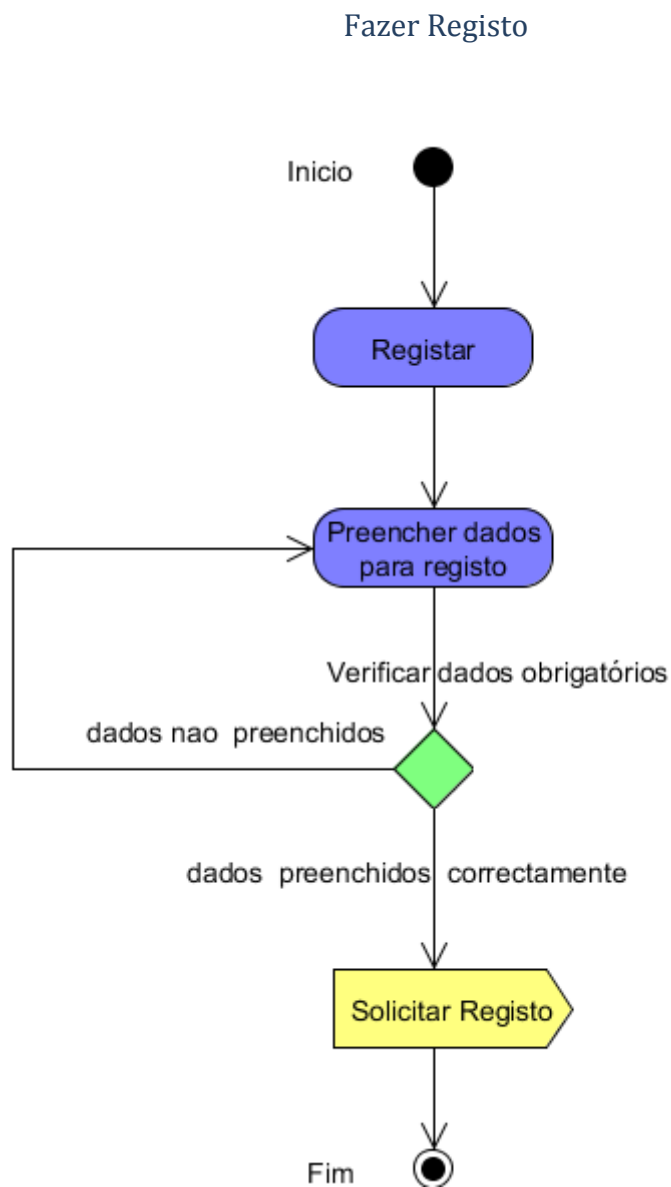 Fazer Registo
Inicio
Registar
Preencher dados
para registo
Verificar dados obrigatórios
dados nao preenchidos
dados preenchidos correctamente
Solicitar Registo
Fim